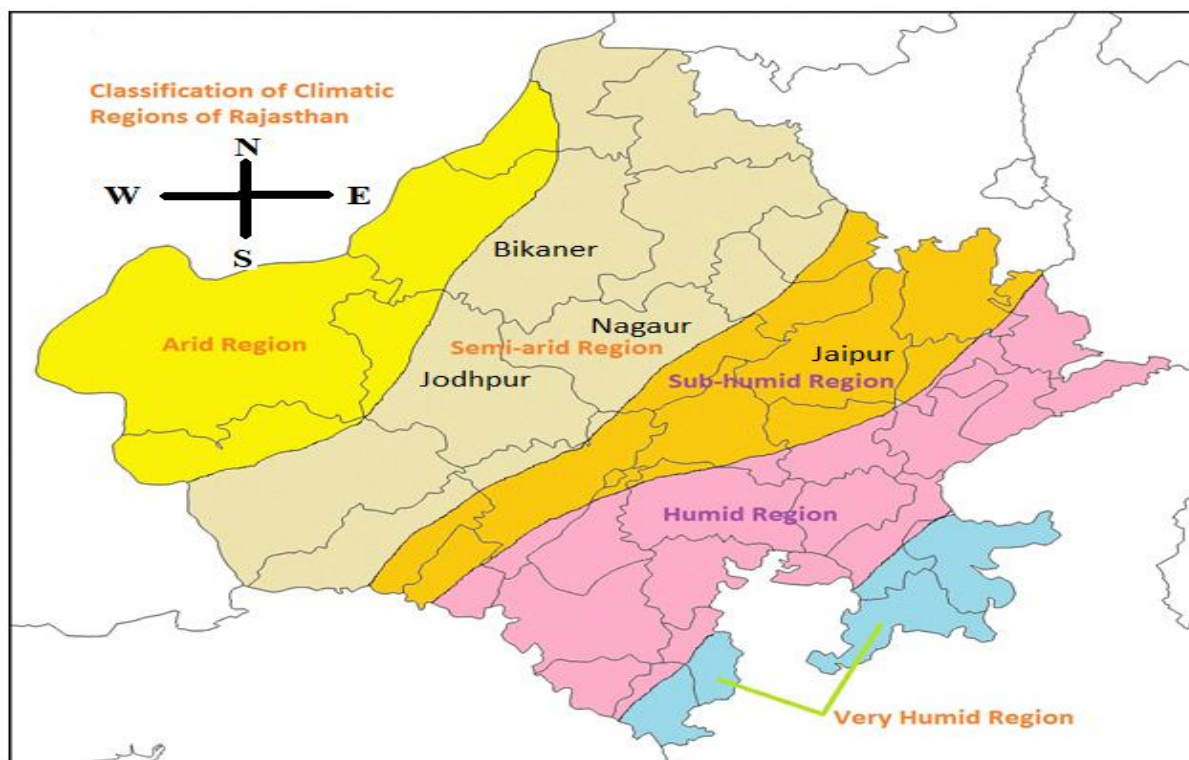 Classification of Climatic
Regions of Rajasthan
N
W E
S
Bikaner
Nagaur
Arid Region
Semi-arid Region
Jaipur
Jodhpur
Sub-humid Region
Humid Region
Very Humid Region